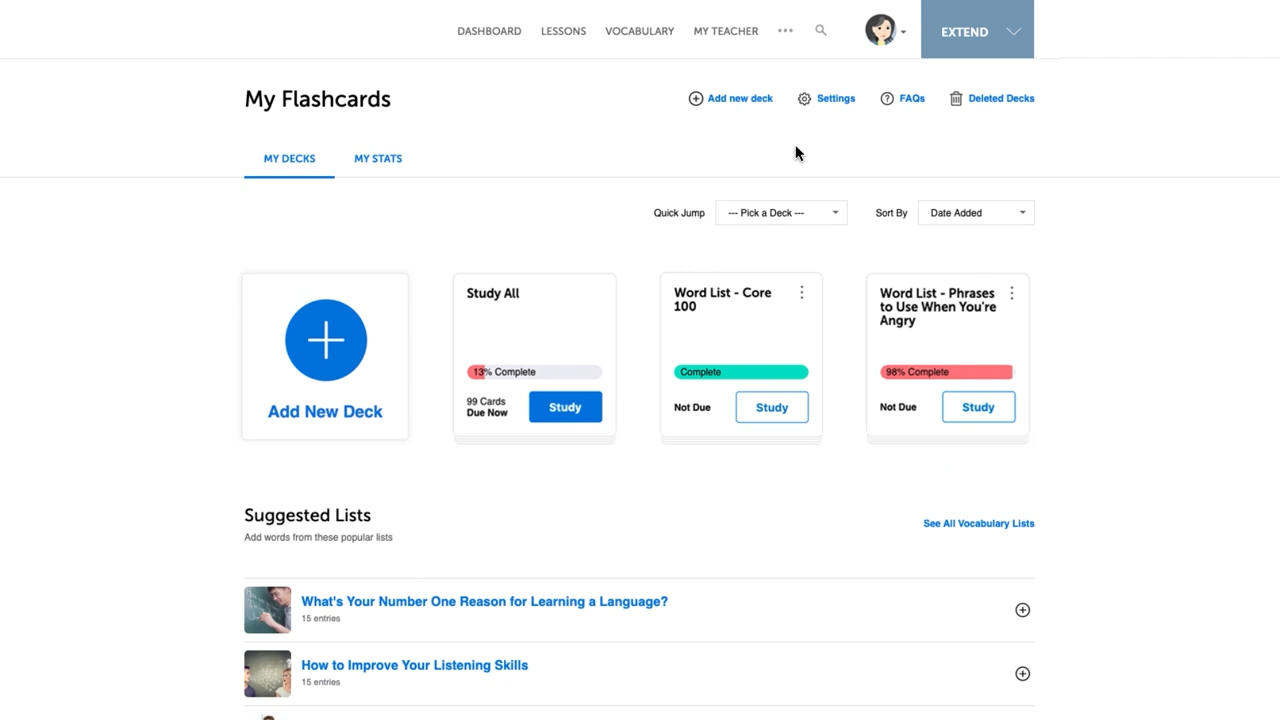 DASHBOARD LESSONS VOCABULARY MY TEACHER EXTEND
My Flashcards
Add new deck Settings FAQs Deleted Decks
MY DECKS MY STATS
Quick Jump --- Pick a Deck --- Sort By Date Added
Add New Deck
Study All
13% Complete
99 Cards
Due Now
Study
Word List - Core
100
Complete
Not Due
Study
Word List - Phrases
to Use When You're
Angry
98% Complete
Not Due
Study
Suggested Lists
Add words from these popular lists
See All Vocabulary Lists
What's Your Number One Reason for Learning a Language?
15 entries
How to Improve Your Listening Skills
15 entries